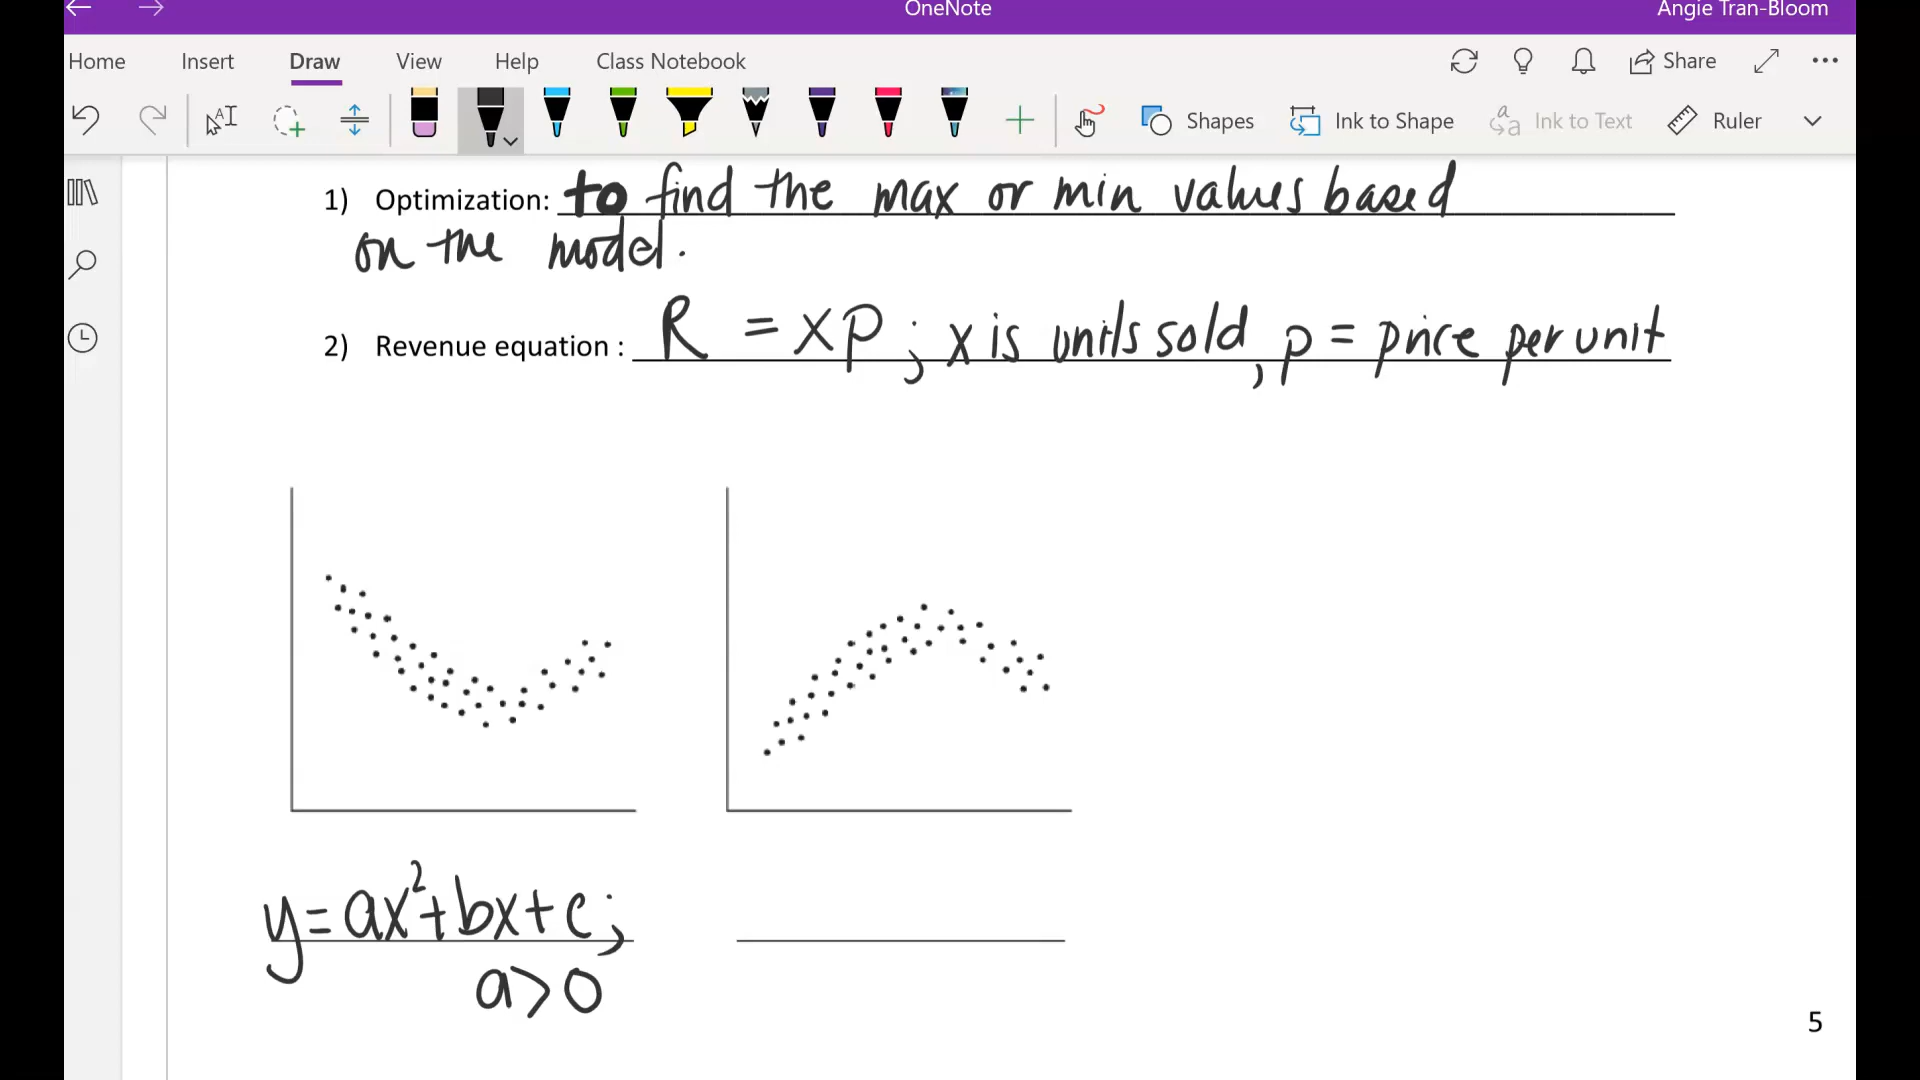 OneNote
Angie Tran-Bloom
Home Insert Draw View Help Class Notebook Share
Shapes Ink to Shape Ink to Text Ruler
1) Optimization: to find the max or min values based
on the model.
2) Revenue equation : R = xp ; x is units sold, p = price per unit
y=ax²+bx+c;
a>0
5